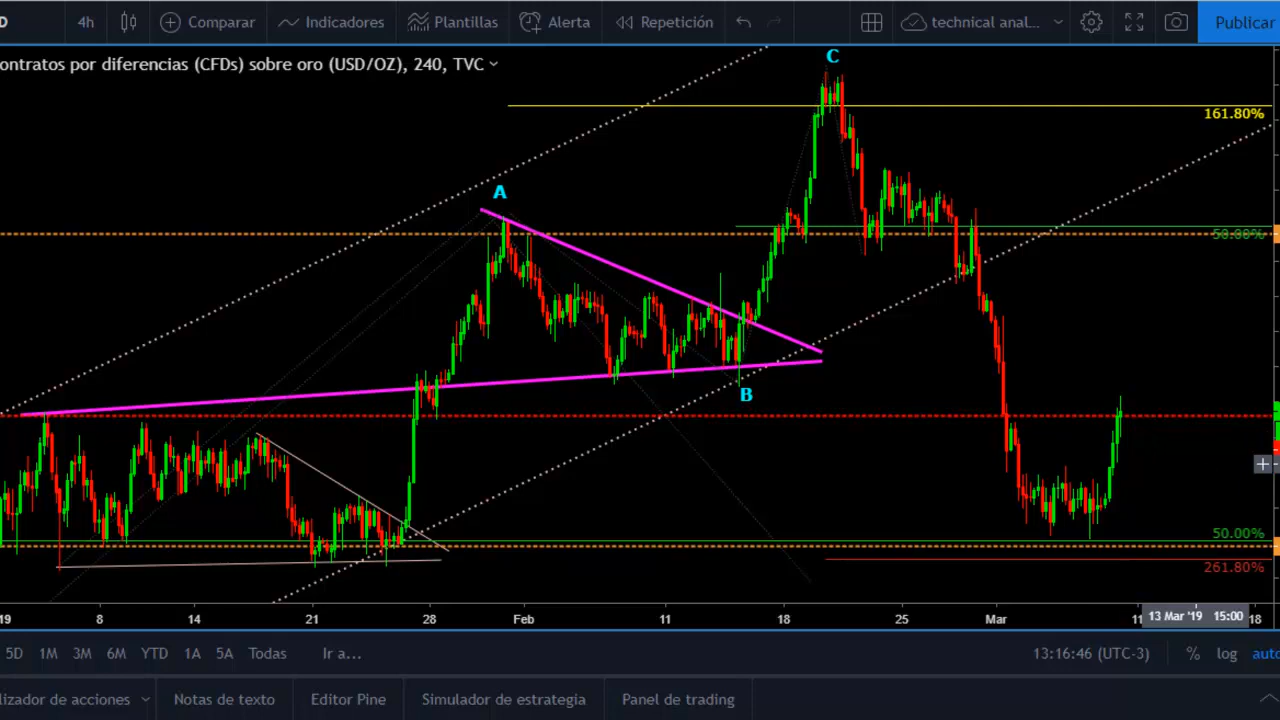 D 4h Comparar Indicadores Plantillas Alerta Repetición technical anal... Publicar
ontratos por diferencias (CFDs) sobre oro (USD/OZ), 240, TVC
C
161.80%
A
50.00%
B
50.00%
261.80%
19 8 14 21 28 Feb 11 18 25 Mar 11 13 Mar '19 15:00 18
5D 1M 3M 6M YTD 1A 5A Todas Ir a... 13:16:46 (UTC-3) % log auto
lizador de acciones Notas de texto Editor Pine Simulador de estrategia Panel de trading